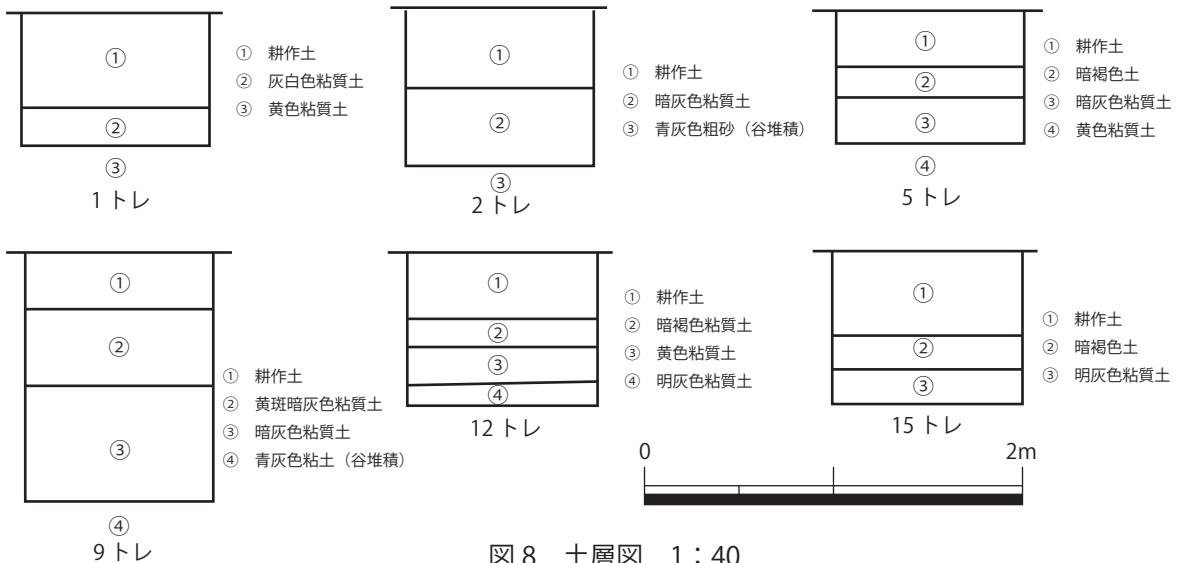 ①
②
③
① 耕作土
② 灰白色粘質土
③ 黄色粘質土
1 トレ
①
②
③
① 耕作土
② 暗灰色粘質土
③ 青灰色粗砂（谷堆積）
2 トレ
①
②
③
④
① 耕作土
② 暗褐色土
③ 暗灰色粘質土
④ 黄色粘質土
5 トレ
①
②
③
④
① 耕作土
② 黄斑暗灰色粘質土
③ 暗灰色粘質土
④ 青灰色粘土（谷堆積）
9 トレ
①
②
③
④
① 耕作土
② 暗褐色粘質土
③ 黄色粘質土
④ 明灰色粘質土
12 トレ
①
②
③
① 耕作土
② 暗褐色土
③ 明灰色粘質土
15 トレ
0 2m
図 8 土層図 1：40